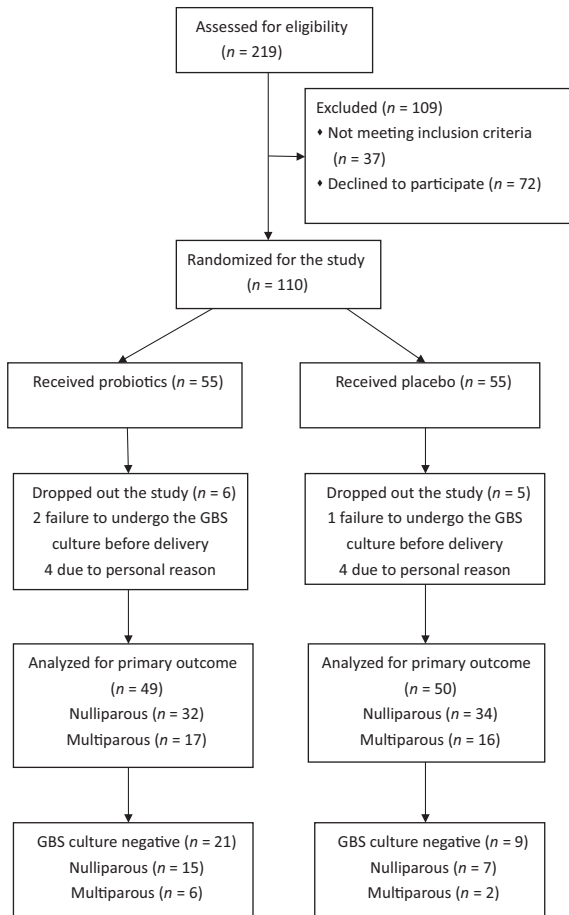 Assessed for eligibility
(n = 219)
Excluded (n = 109)
♦ Not meeting inclusion criteria
(n = 37)
♦ Declined to participate (n = 72)
Randomized for the study
(n = 110)
Received probiotics (n = 55)
Received placebo (n = 55)
Dropped out the study (n = 6)
2 failure to undergo the GBS
culture before delivery
4 due to personal reason
Dropped out the study (n = 5)
1 failure to undergo the GBS
culture before delivery
4 due to personal reason
Analyzed for primary outcome
(n = 49)
Nulliparous (n = 32)
Multiparous (n = 17)
Analyzed for primary outcome
(n = 50)
Nulliparous (n = 34)
Multiparous (n = 16)
GBS culture negative (n = 21)
Nulliparous (n = 15)
Multiparous (n = 6)
GBS culture negative (n = 9)
Nulliparous (n = 7)
Multiparous (n = 2)